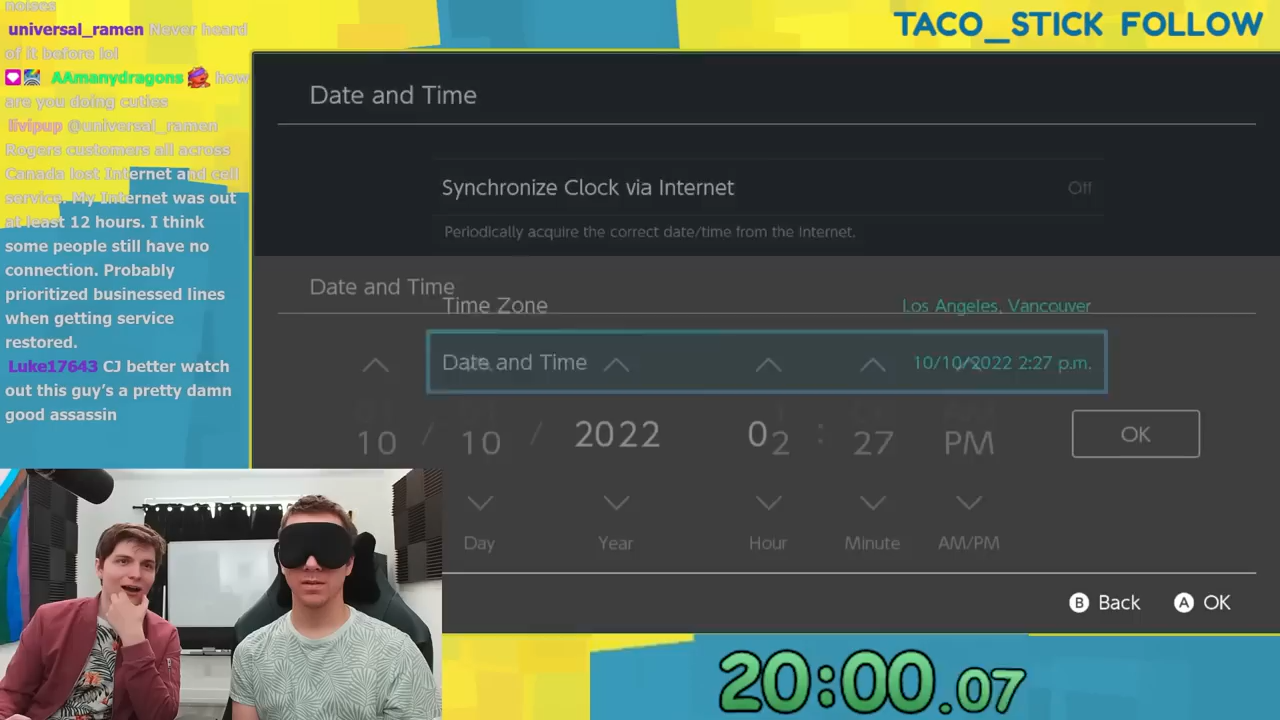 noises
universal_ramen Never heard
of it before lol
AAmanydragons how
are you doing cuties
livipup @universal_ramen
Rogers customers all across
Canada lost Internet and cell
service. My Internet was out
at least 12 hours. I think
some people still have no
connection. Probably
prioritized businessed lines
when getting service
restored.
Luke17643 CJ better watch
out this guy's a pretty damn
good assassin
TACO_STICK FOLLOW
Date and Time
Synchronize Clock via Internet Off
Periodically acquire the correct date/time from the Internet.
Date and Time
Time Zone Los Angeles, Vancouver
Date and Time 10/10/2022 2:27 p.m.
10 / 10 / 2022 02 : 27 PM OK
Day Year Hour Minute AM/PM
B Back A OK
20:00.07